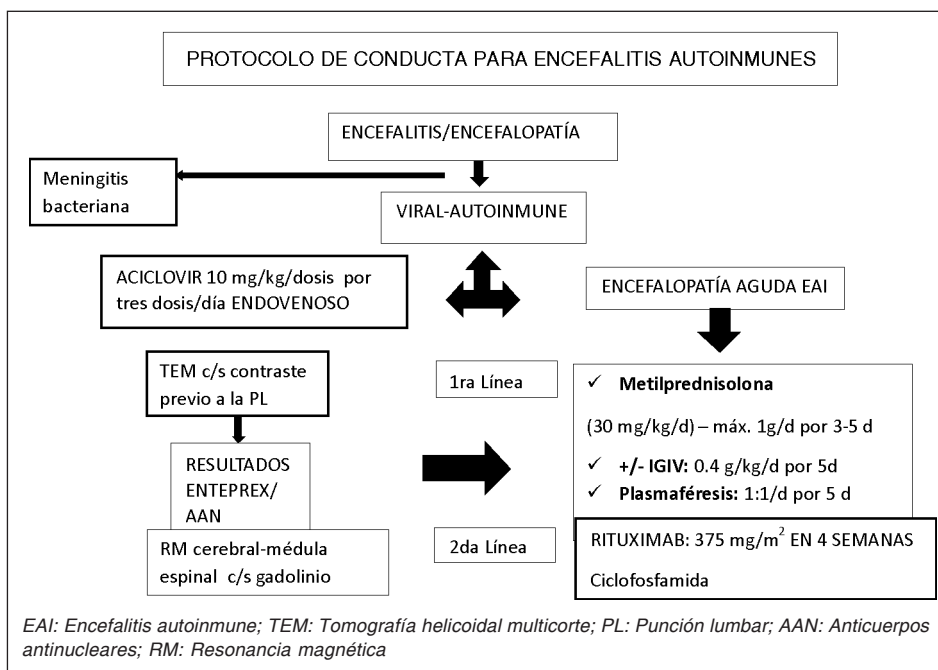 PROTOCOLO DE CONDUCTA PARA ENCEFALITIS AUTOINMUNES
ENCEFALITIS/ENCEFALOPATÍA
Meningitis
bacteriana
VIRAL-AUTOINMUNE
ACICLOVIR 10 mg/kg/dosis por
tres dosis/día ENDOVENOSO
ENCEFALOPATÍA AGUDA EAI
TEM c/s contraste
previo a la PL
1ra Línea
✓ Metilprednisolona
(30 mg/kg/d) – máx. 1g/d por 3-5 d
✓ +/- IGIV: 0.4 g/kg/d por 5d
✓ Plasmaféresis: 1:1/d por 5 d
RESULTADOS
ENTEPREX/
AAN
RM cerebral-médula
espinal c/s gadolinio
2da Línea
RITUXIMAB: 375 mg/m² EN 4 SEMANAS
Ciclofosfamida
EAI: Encefalitis autoinmune; TEM: Tomografía helicoidal multicorte; PL: Punción lumbar; AAN: Anticuerpos
antinucleares; RM: Resonancia magnética